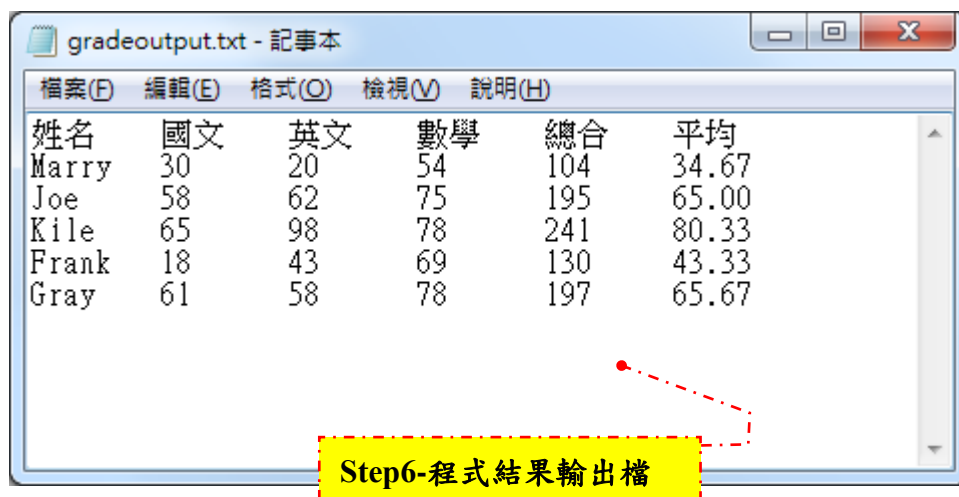 gradeoutput.txt - 記事本
檔案(F) 編輯(E) 格式(O) 檢視(V) 說明(H)
姓名 國文 英文 數學 總合 平均
Marry 30 20 54 104 34.67
Joe 58 62 75 195 65.00
Kile 65 98 78 241 80.33
Frank 18 43 69 130 43.33
Gray 61 58 78 197 65.67
Step6-程式結果輸出檔